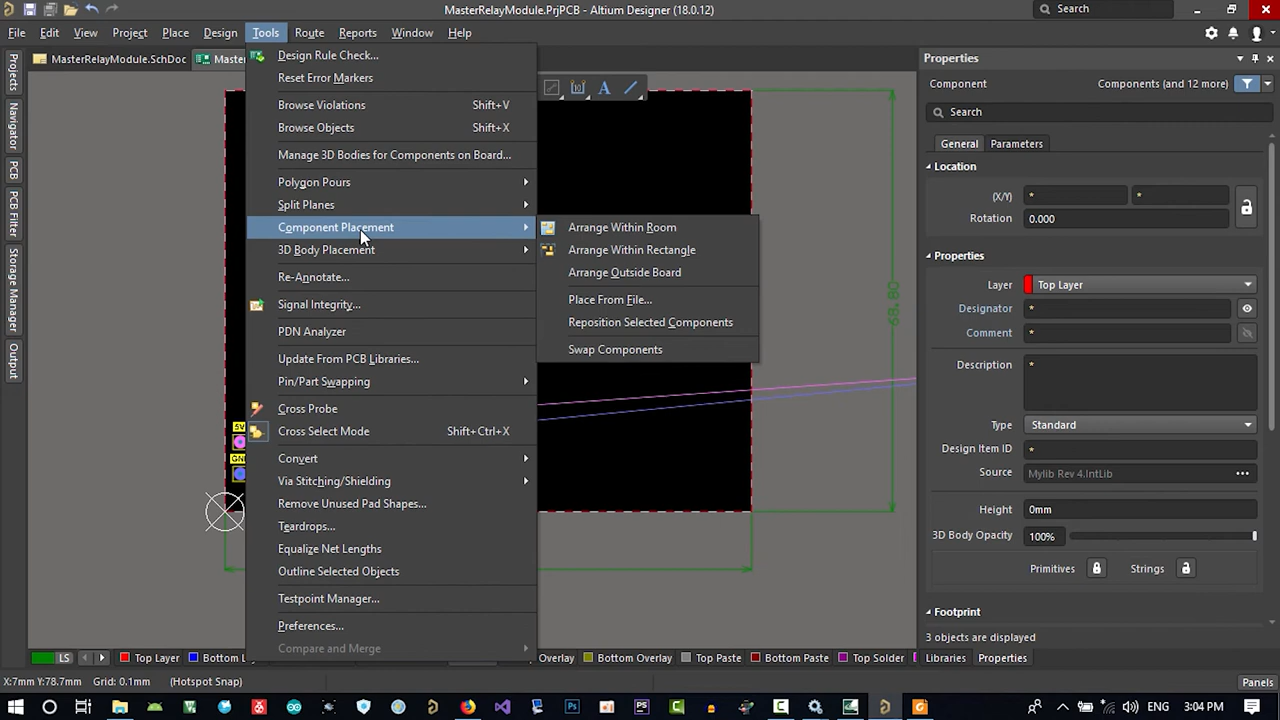 MasterRelayModule.PrjPCB - Altium Designer (18.0.12)
Search
File Edit View Project Place Design Tools Route Reports Window Help
MasterRelayModule.SchDoc
Design Rule Check...
Reset Error Markers
Browse Violations Shift+V
Browse Objects Shift+X
Manage 3D Bodies for Components on Board...
Polygon Pours
Split Planes
Component Placement
3D Body Placement
Re-Annotate...
Signal Integrity...
PDN Analyzer
Update From PCB Libraries...
Pin/Part Swapping
Cross Probe
Cross Select Mode Shift+Ctrl+X
Convert
Via Stitching/Shielding
Remove Unused Pad Shapes...
Teardrops...
Equalize Net Lengths
Outline Selected Objects
Testpoint Manager...
Preferences...
Compare and Merge
Arrange Within Room
Arrange Within Rectangle
Arrange Outside Board
Place From File...
Reposition Selected Components
Swap Components
Projects
Navigator
PCB
PCB Filter
Storage Manager
Output
5V
GND
68.80
Properties
Component Components (and 12 more)
Search
General Parameters
Location
(X/Y) * *
Rotation 0.000
Properties
Layer Top Layer
Designator *
Comment *
Description *
Type Standard
Design Item ID *
Source Mylib Rev 4.IntLib
Height 0mm
3D Body Opacity 100%
Primitives Strings
Footprint
3 objects are displayed
LS Top Layer Bottom L Overlay Bottom Overlay Top Paste Bottom Paste Top Solder
Libraries Properties
X:7mm Y:78.7mm Grid: 0.1mm (Hotspot Snap)
Panels
ENG 3:04 PM